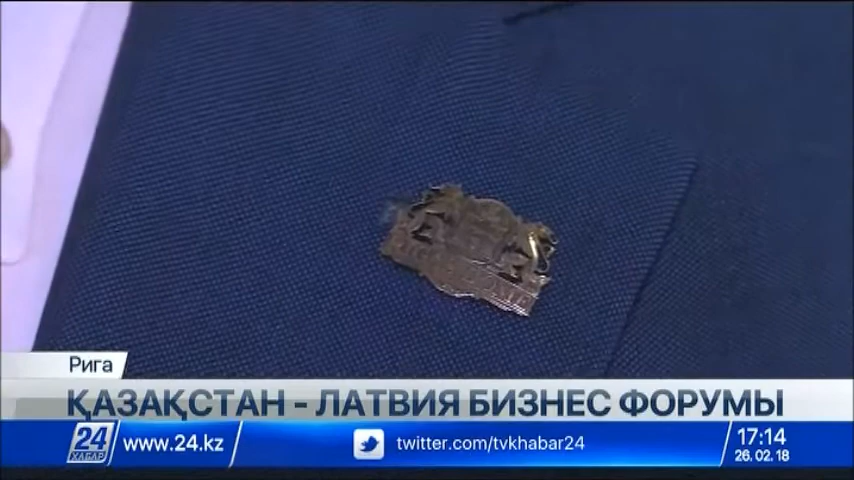 Рига
ҚАЗАҚСТАН - ЛАТВИЯ БИЗНЕС ФОРУМЫ
24 ХАБАР www.24.kz twitter.com/tvkhabar24 17:14
26.02.18